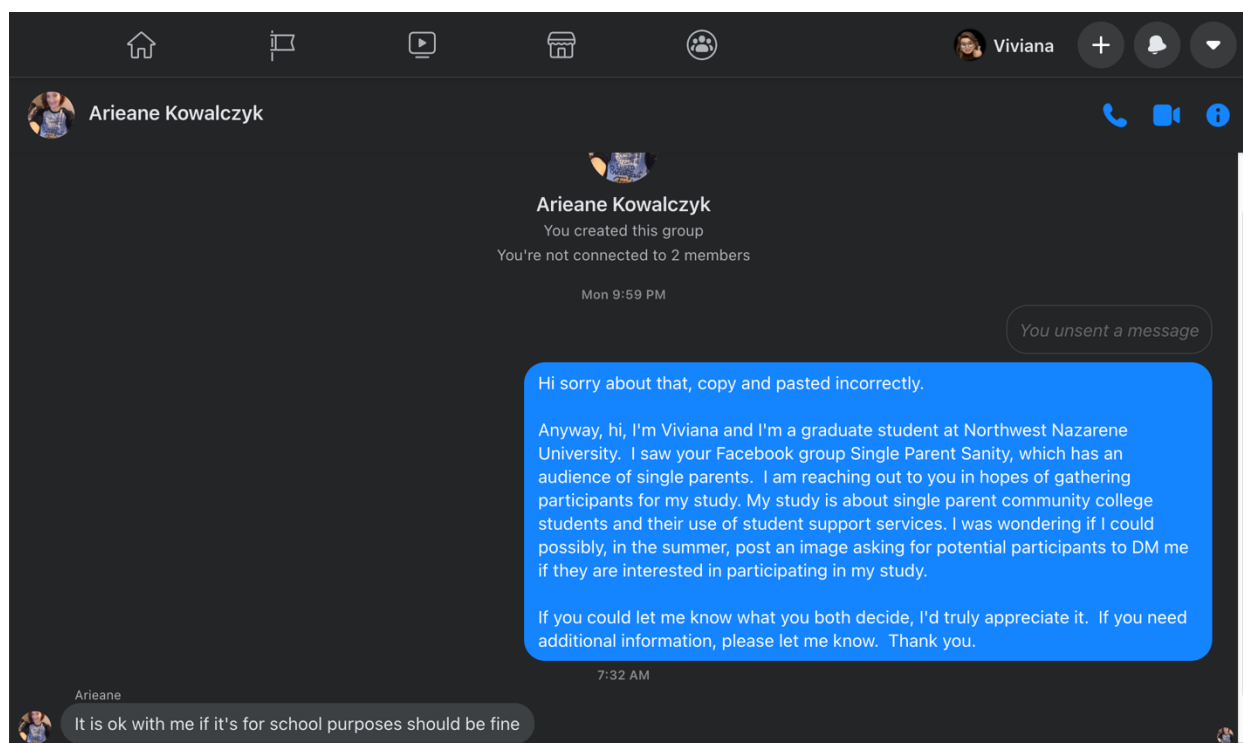 Viviana
Arieane Kowalczyk
Arieane Kowalczyk
You created this group
You're not connected to 2 members
Mon 9:59 PM
You unsent a message
Hi sorry about that, copy and pasted incorrectly.
Anyway, hi, I'm Viviana and I'm a graduate student at Northwest Nazarene
University.  I saw your Facebook group Single Parent Sanity, which has an
audience of single parents.  I am reaching out to you in hopes of gathering
participants for my study. My study is about single parent community college
students and their use of student support services. I was wondering if I could
possibly, in the summer, post an image asking for potential participants to DM me
if they are interested in participating in my study.
If you could let me know what you both decide, I'd truly appreciate it.  If you need
additional information, please let me know.  Thank you.
7:32 AM
Arieane
It is ok with me if it's for school purposes should be fine